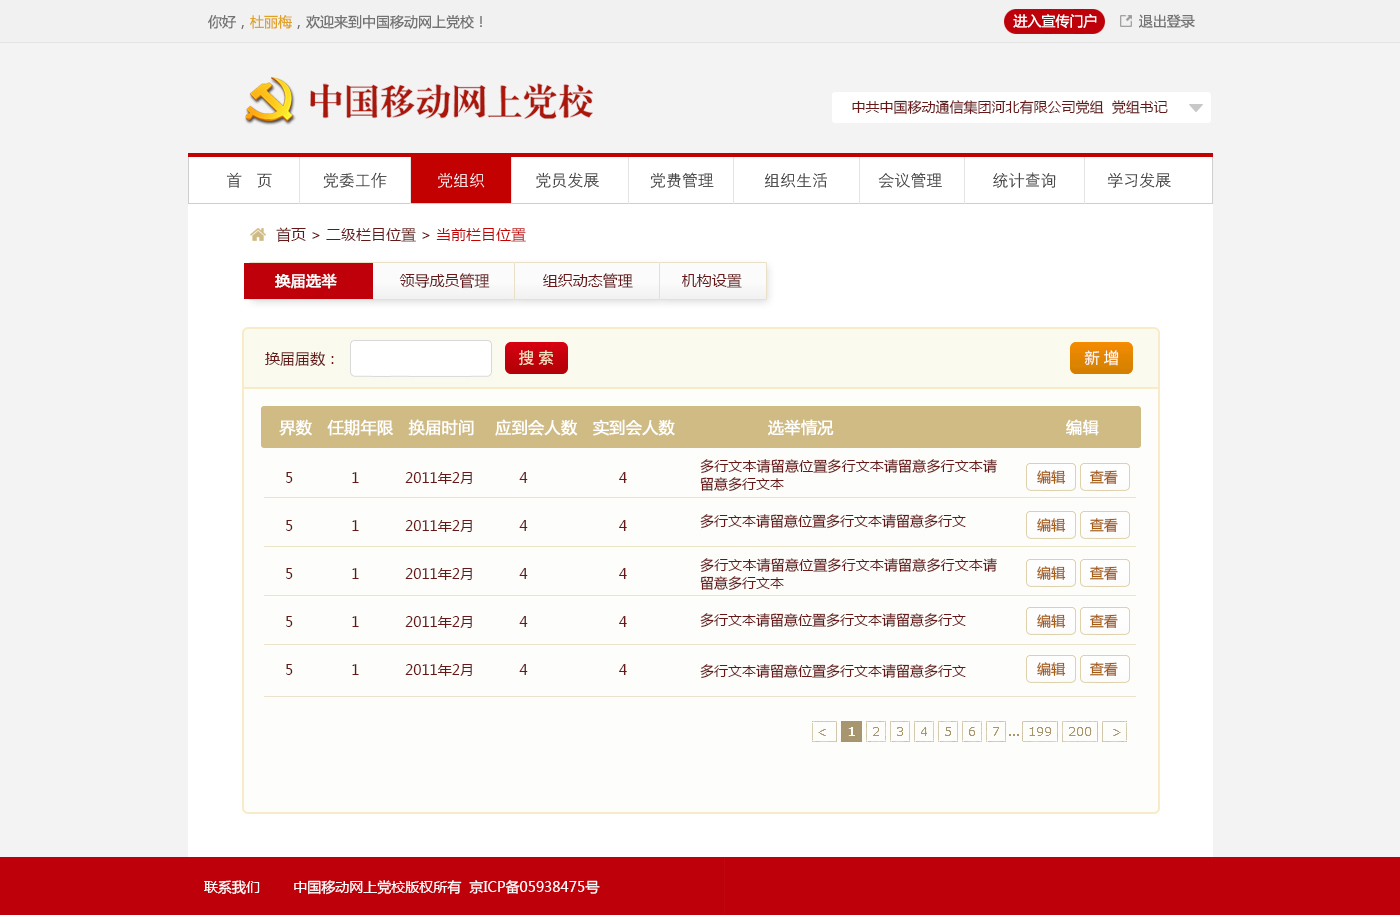 你好，杜丽梅，欢迎来到中国移动网上党校！ 进入宣传门户 退出登录
中国移动网上党校
中共中国移动通信集团河北有限公司党组 党组书记
首 页 党委工作 党组织 党员发展 党费管理 组织生活 会议管理 统计查询 学习发展
首页 > 二级栏目位置 > 当前栏目位置
换届选举 领导成员管理 组织动态管理 机构设置
换届届数： 搜 索 新 增
界数 任期年限 换届时间 应到会人数 实到会人数 选举情况 编辑
5 1 2011年2月 4 4 多行文本请留意位置多行文本请留意多行文本请 编辑 查看
留意多行文本
5 1 2011年2月 4 4 多行文本请留意位置多行文本请留意多行文 编辑 查看
5 1 2011年2月 4 4 多行文本请留意位置多行文本请留意多行文本请 编辑 查看
留意多行文本
5 1 2011年2月 4 4 多行文本请留意位置多行文本请留意多行文 编辑 查看
5 1 2011年2月 4 4 多行文本请留意位置多行文本请留意多行文 编辑 查看
< 1 2 3 4 5 6 7 ... 199 200 >
联系我们 中国移动网上党校版权所有 京ICP备05938475号